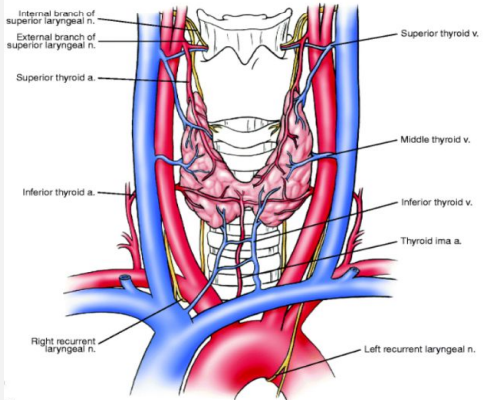 Internal branch of
superior laryngeal n.
External branch of
superior laryngeal n.
Superior thyroid a.
Inferior thyroid a.
Right recurrent
laryngeal n.
Superior thyroid v.
Middle thyroid v.
Inferior thyroid v.
Thyroid ima a.
Left recurrent laryngeal n.